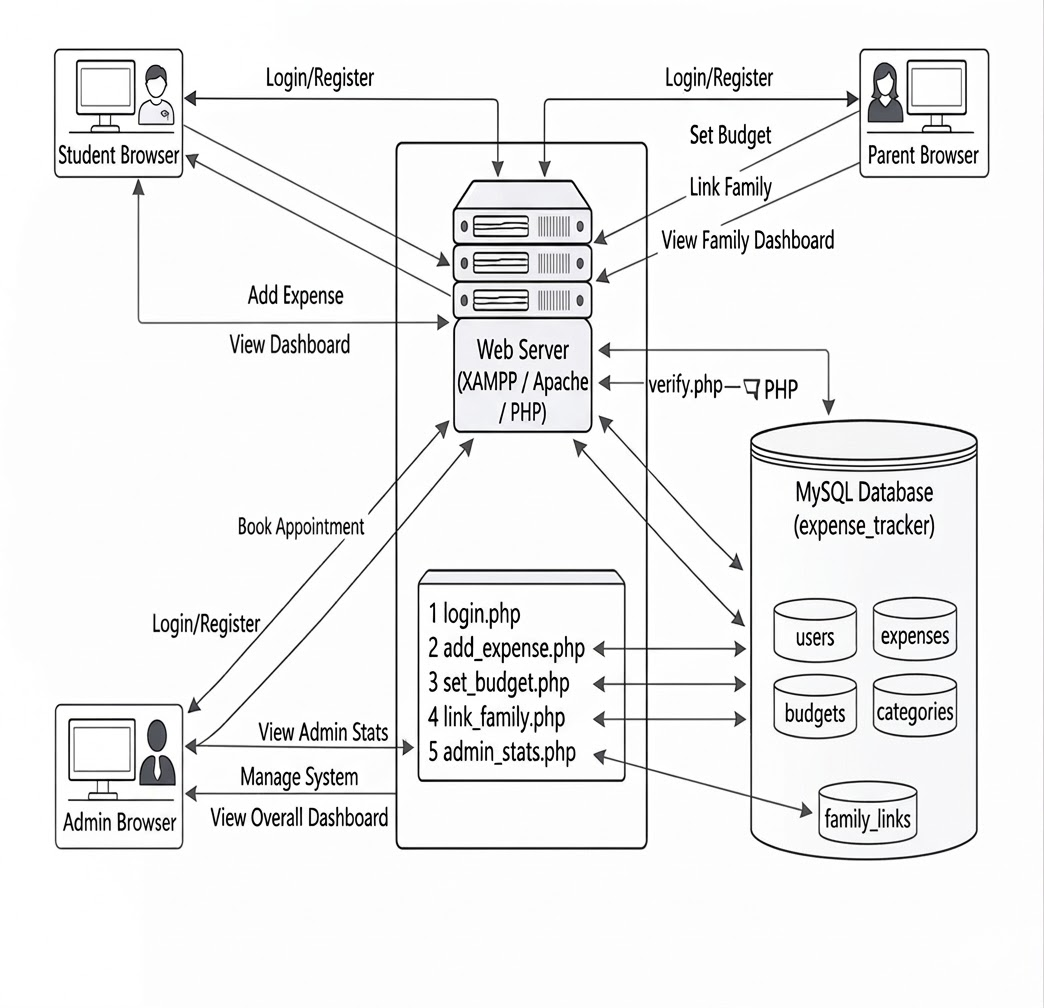 Login/Register
Login/Register
Student Browser
Set Budget
Parent Browser
Link Family
View Family Dashboard
Add Expense
View Dashboard
Web Server
(XAMPP / Apache
/ PHP)
verify.php
PHP
MySQL Database
(expense_tracker)
Book Appointment
Login/Register
1 login.php
2 add_expense.php
3 set_budget.php
4 link_family.php
5 admin_stats.php
users
expenses
budgets
categories
family_links
View Admin Stats
Manage System
View Overall Dashboard
Admin Browser